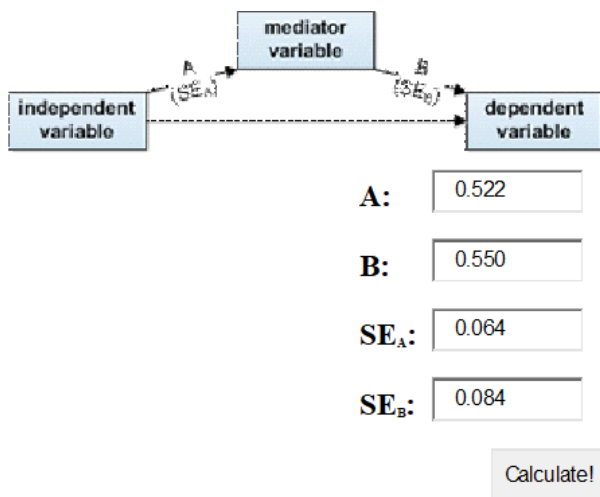 mediator
variable
A
(SEA)
B
(SEB)
independent
variable
dependent
variable
A: 0.522
B: 0.550
SEA: 0.064
SEB: 0.084
Calculate!